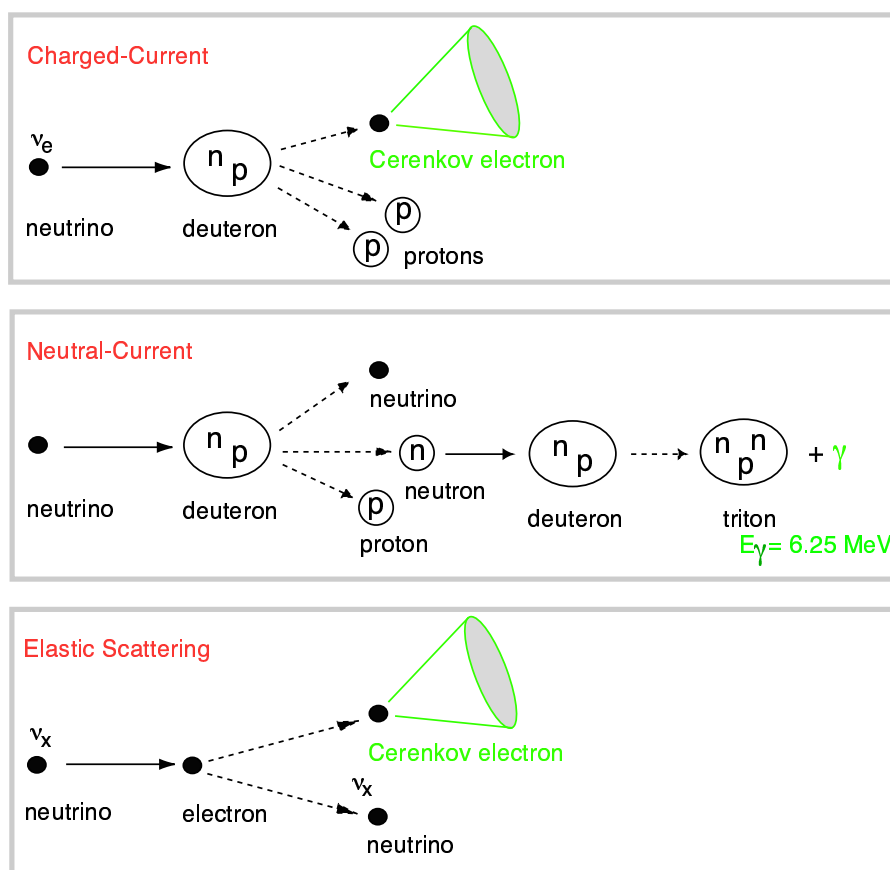 Charged-Current
νe
n p
Cerenkov electron
neutrino
deuteron
p
p
protons
Neutral-Current
neutrino
n p
n
n p
n p n
+ γ
neutron
p
neutrino
deuteron
proton
deuteron
triton
Eγ= 6.25 MeV
Elastic Scattering
νx
Cerenkov electron
neutrino
electron
νx
neutrino